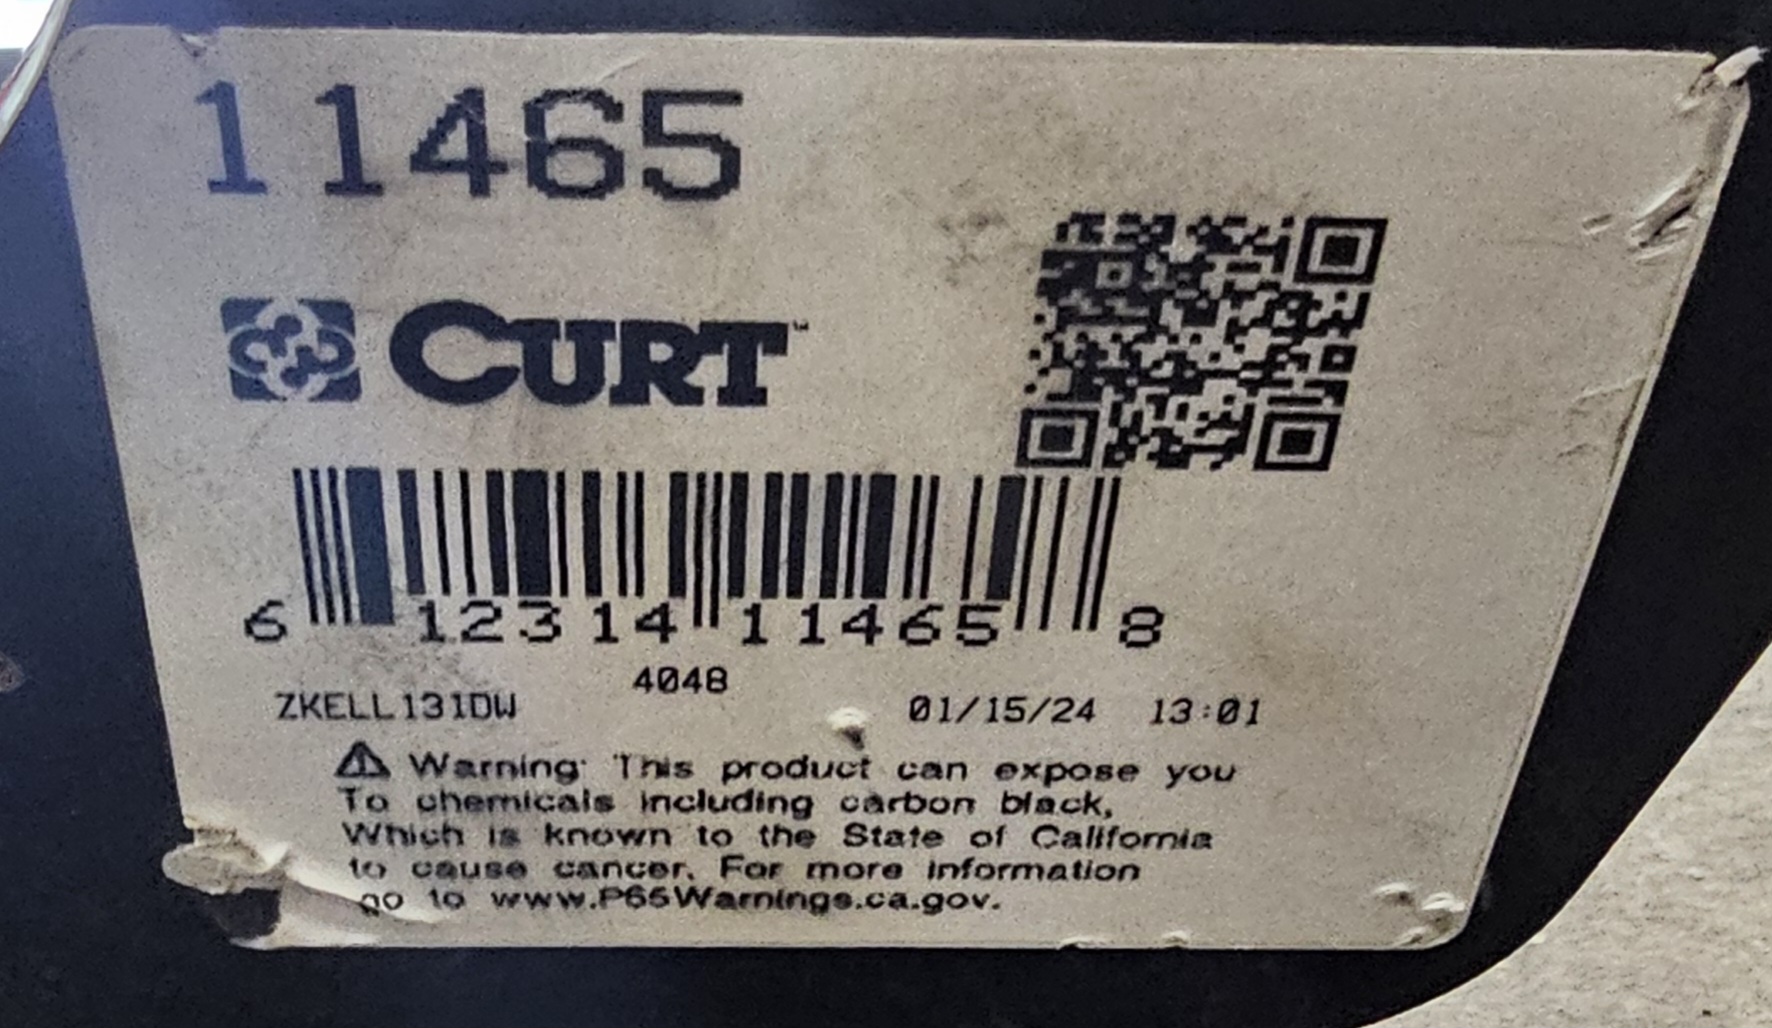 11465
CURT™
6 12314 11465 8
4048
ZKELL131DW 01/15/24 13:01
⚠ Warning: This product can expose you
To chemicals including carbon black,
Which is known to the State of California
to cause cancer. For more information
go to www.P65Warnings.ca.gov.